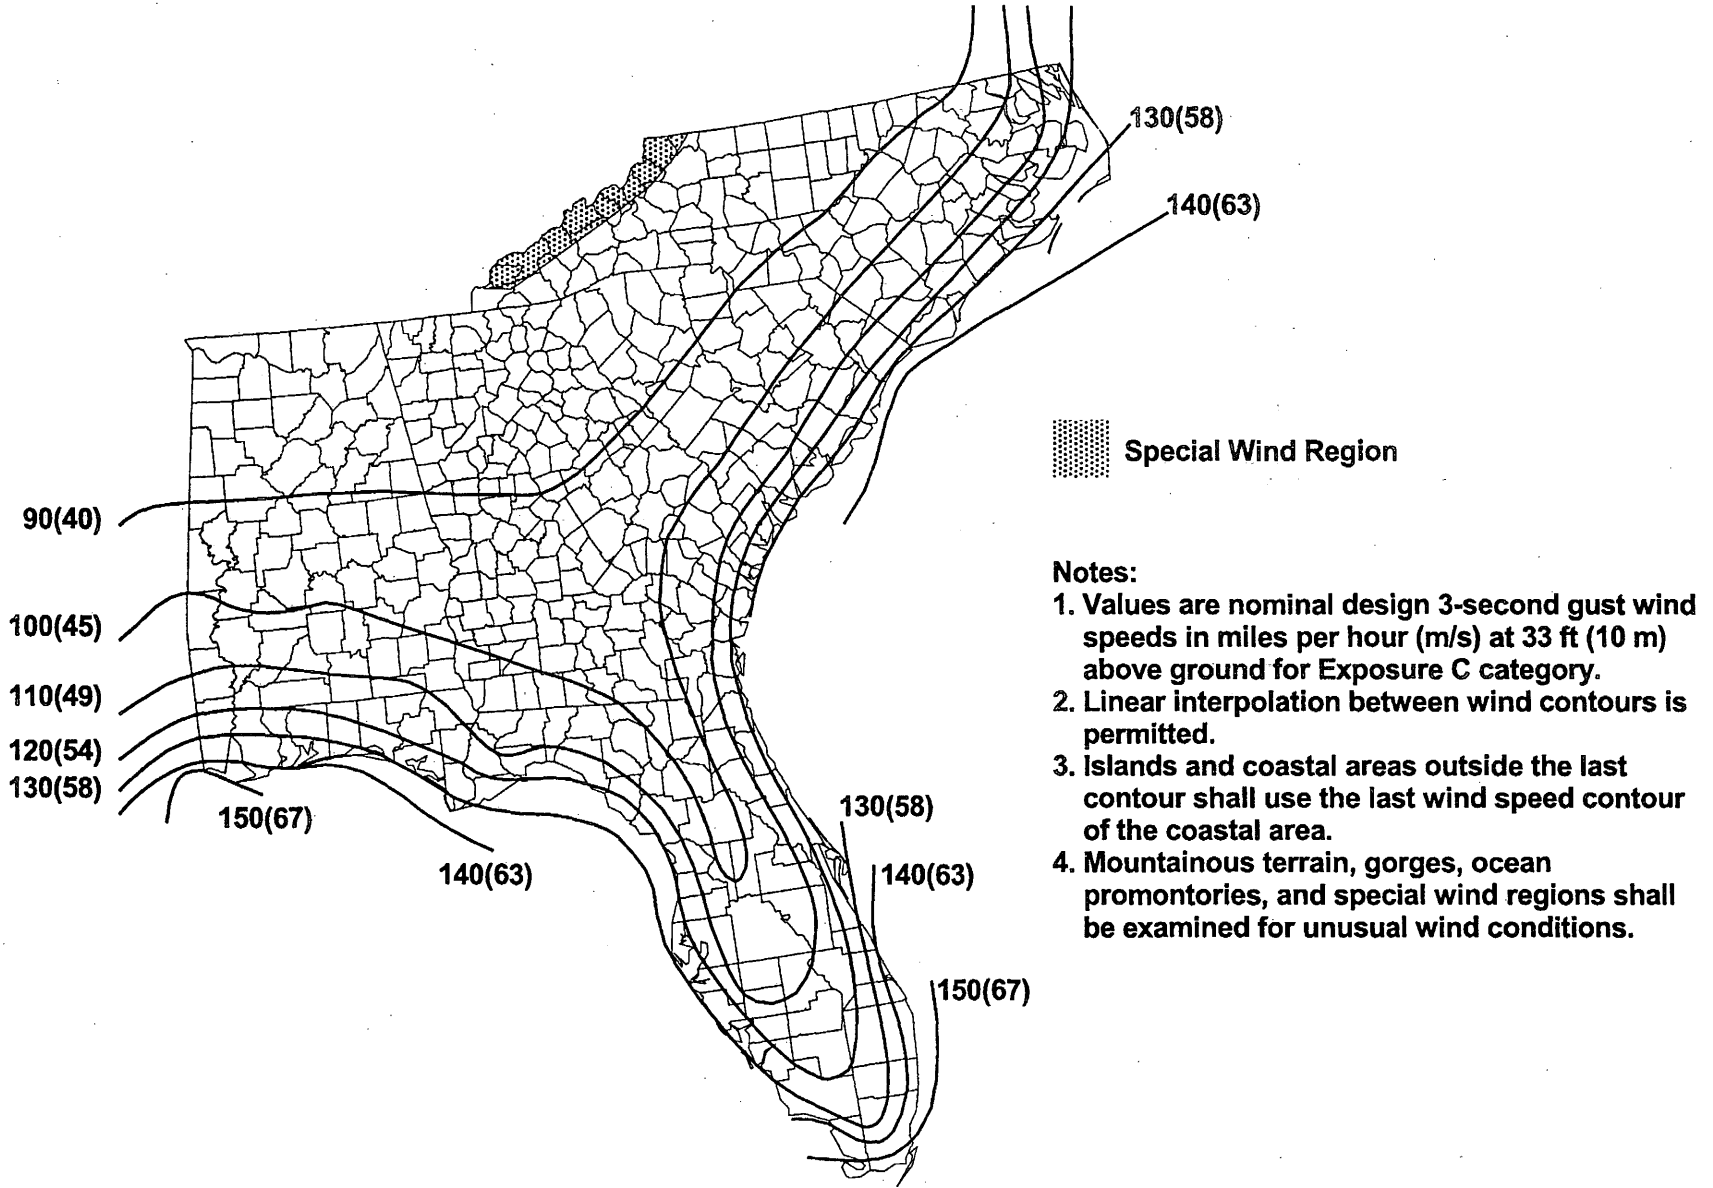 130(58)
140(63)
90(40)
100(45)
110(49)
120(54)
130(58)
150(67)
140(63)
130(58)
140(63)
150(67)
Special Wind Region
Notes:
1. Values are nominal design 3-second gust wind
speeds in miles per hour (m/s) at 33 ft (10 m)
above ground for Exposure C category.
2. Linear interpolation between wind contours is
permitted.
3. Islands and coastal areas outside the last
contour shall use the last wind speed contour
of the coastal area.
4. Mountainous terrain, gorges, ocean
promontories, and special wind regions shall
be examined for unusual wind conditions.